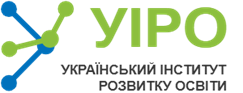 УІРО
УКРАЇНСЬКИЙ ІНСТИТУТ
РОЗВИТКУ ОСВІТИ